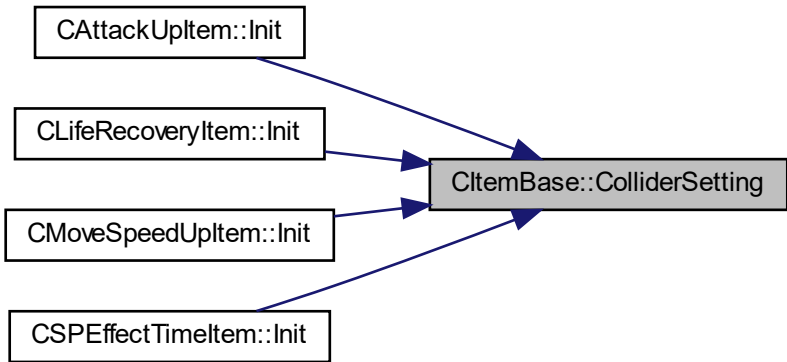 CAttackUpItem::Init
CLifeRecoveryItem::Init
CItemBase::ColliderSetting
CMoveSpeedUpItem::Init
CSPEffectTimeItem::Init